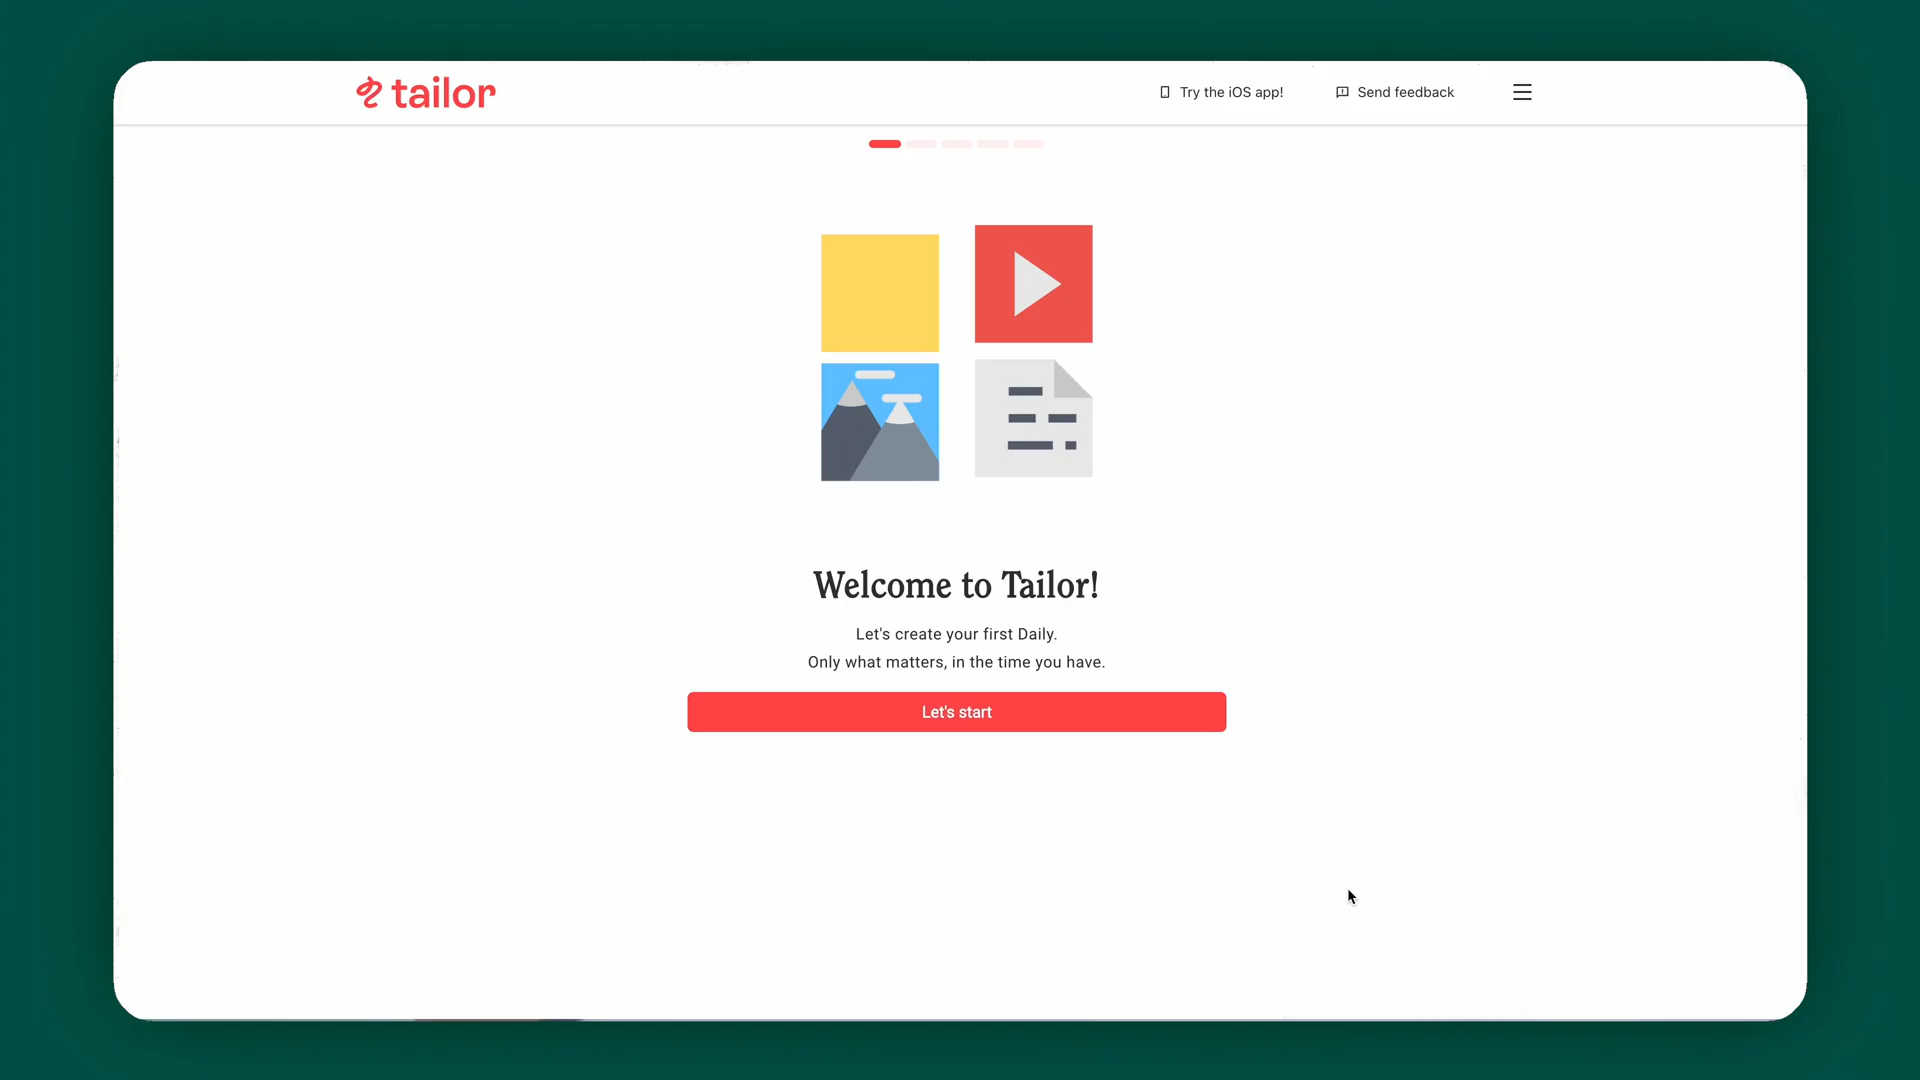 tailor
Try the iOS app!
Send feedback
Welcome to Tailor!
Let's create your first Daily.
Only what matters, in the time you have.
Let's start